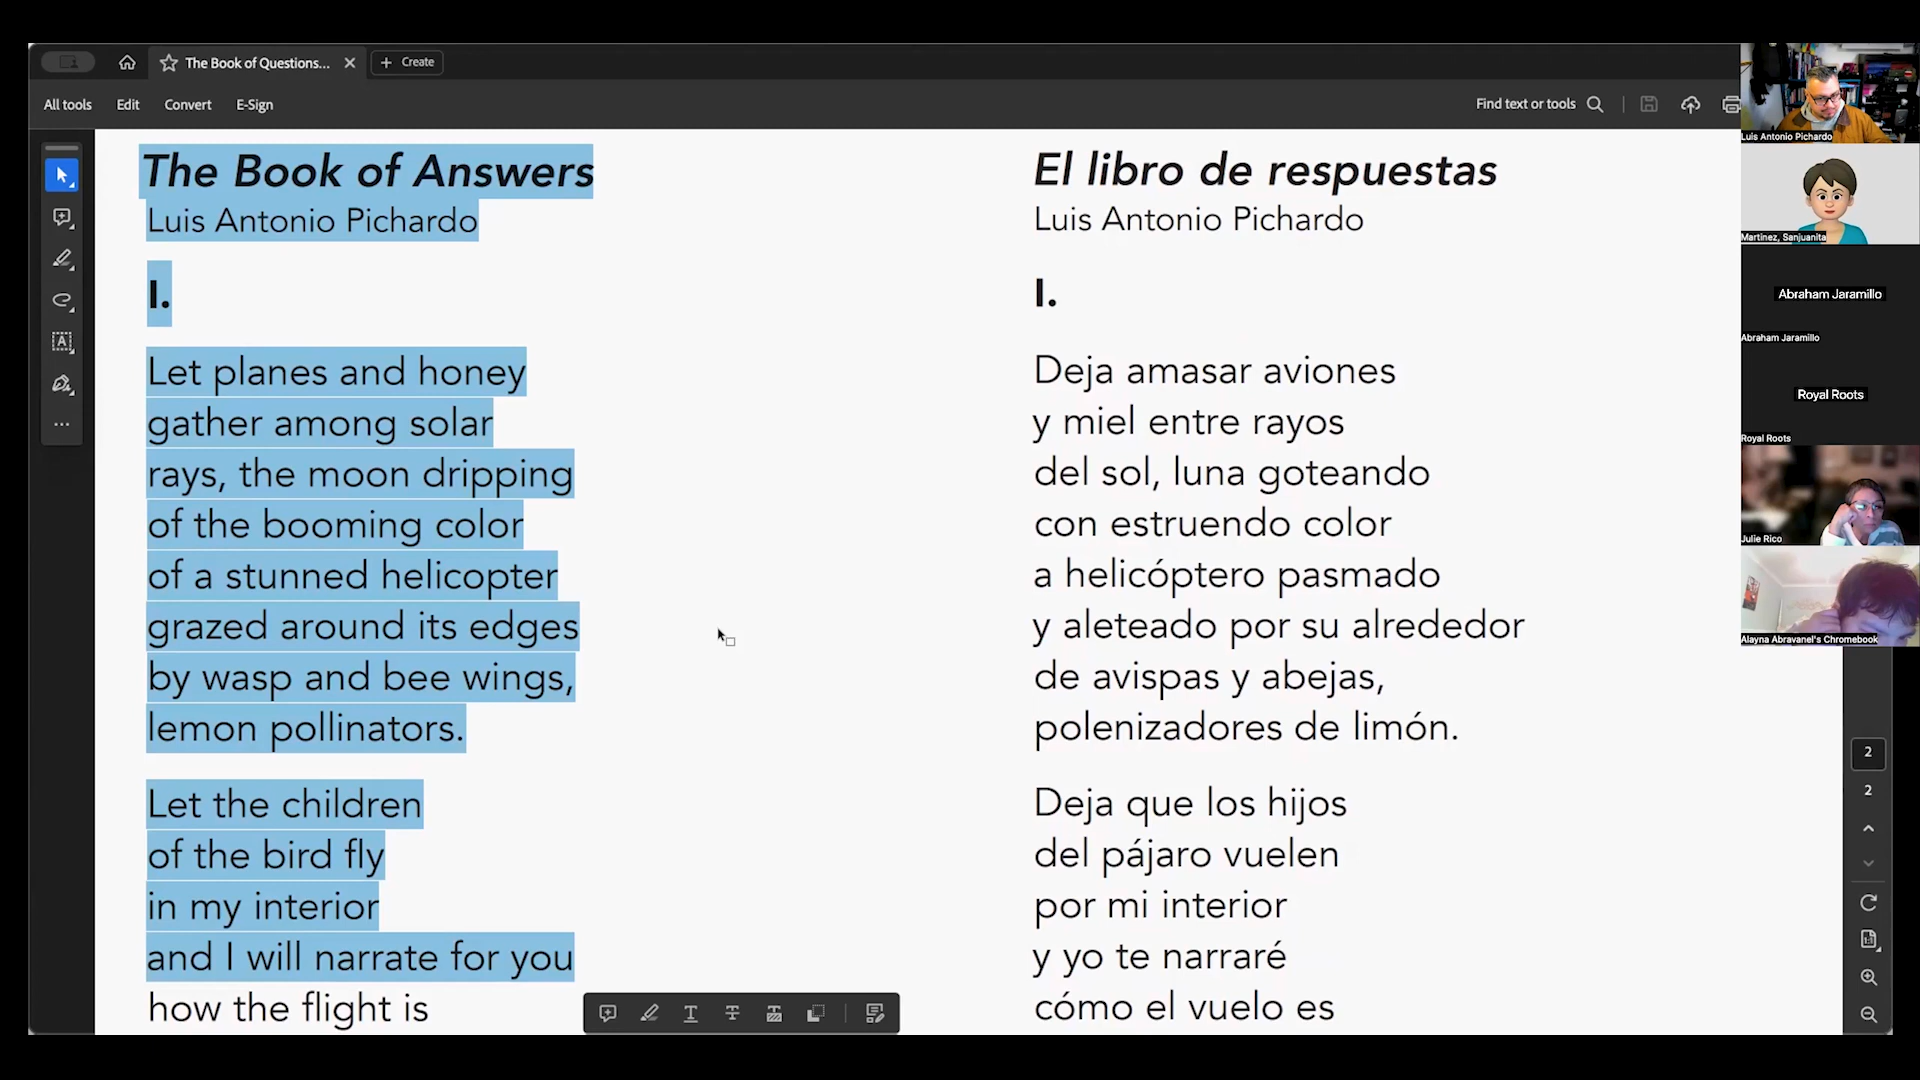 The Book of Questions...
Create
All tools
Edit
Convert
E-Sign
Find text or tools
The Book of Answers
Luis Antonio Pichardo
I.
Let planes and honey
gather among solar
rays, the moon dripping
of the booming color
of a stunned helicopter
grazed around its edges
by wasp and bee wings,
lemon pollinators.
Let the children
of the bird fly
in my interior
and I will narrate for you
how the flight is
El libro de respuestas
Luis Antonio Pichardo
I.
Deja amasar aviones
y miel entre rayos
del sol, luna goteando
con estruendo color
a helicóptero pasmado
y aleteado por su alrededor
de avispas y abejas,
polenizadores de limón.
Deja que los hijos
del pájaro vuelen
por mi interior
y yo te narraré
cómo el vuelo es
Luis Antonio Pichardo
Martinez, Sanjuanita
Abraham Jaramillo
Abraham Jaramillo
Royal Roots
Royal Roots
Julie Rico
Alayna Abravanel's Chromebook
2
2